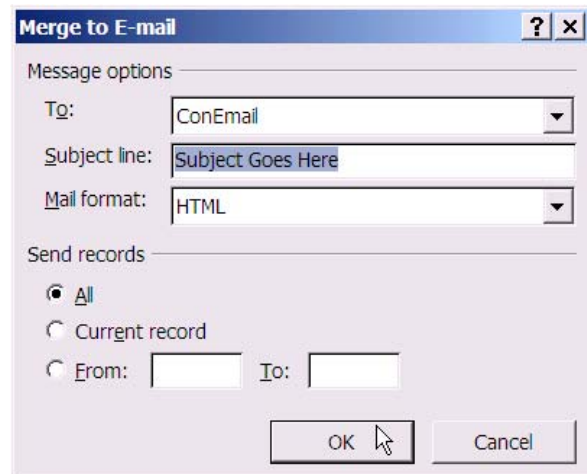 Merge to E-mail ? ×
Message options
To: ConEmail
Subject line: Subject Goes Here
Mail format: HTML
Send records
All
Current record
From: To:
OK Cancel